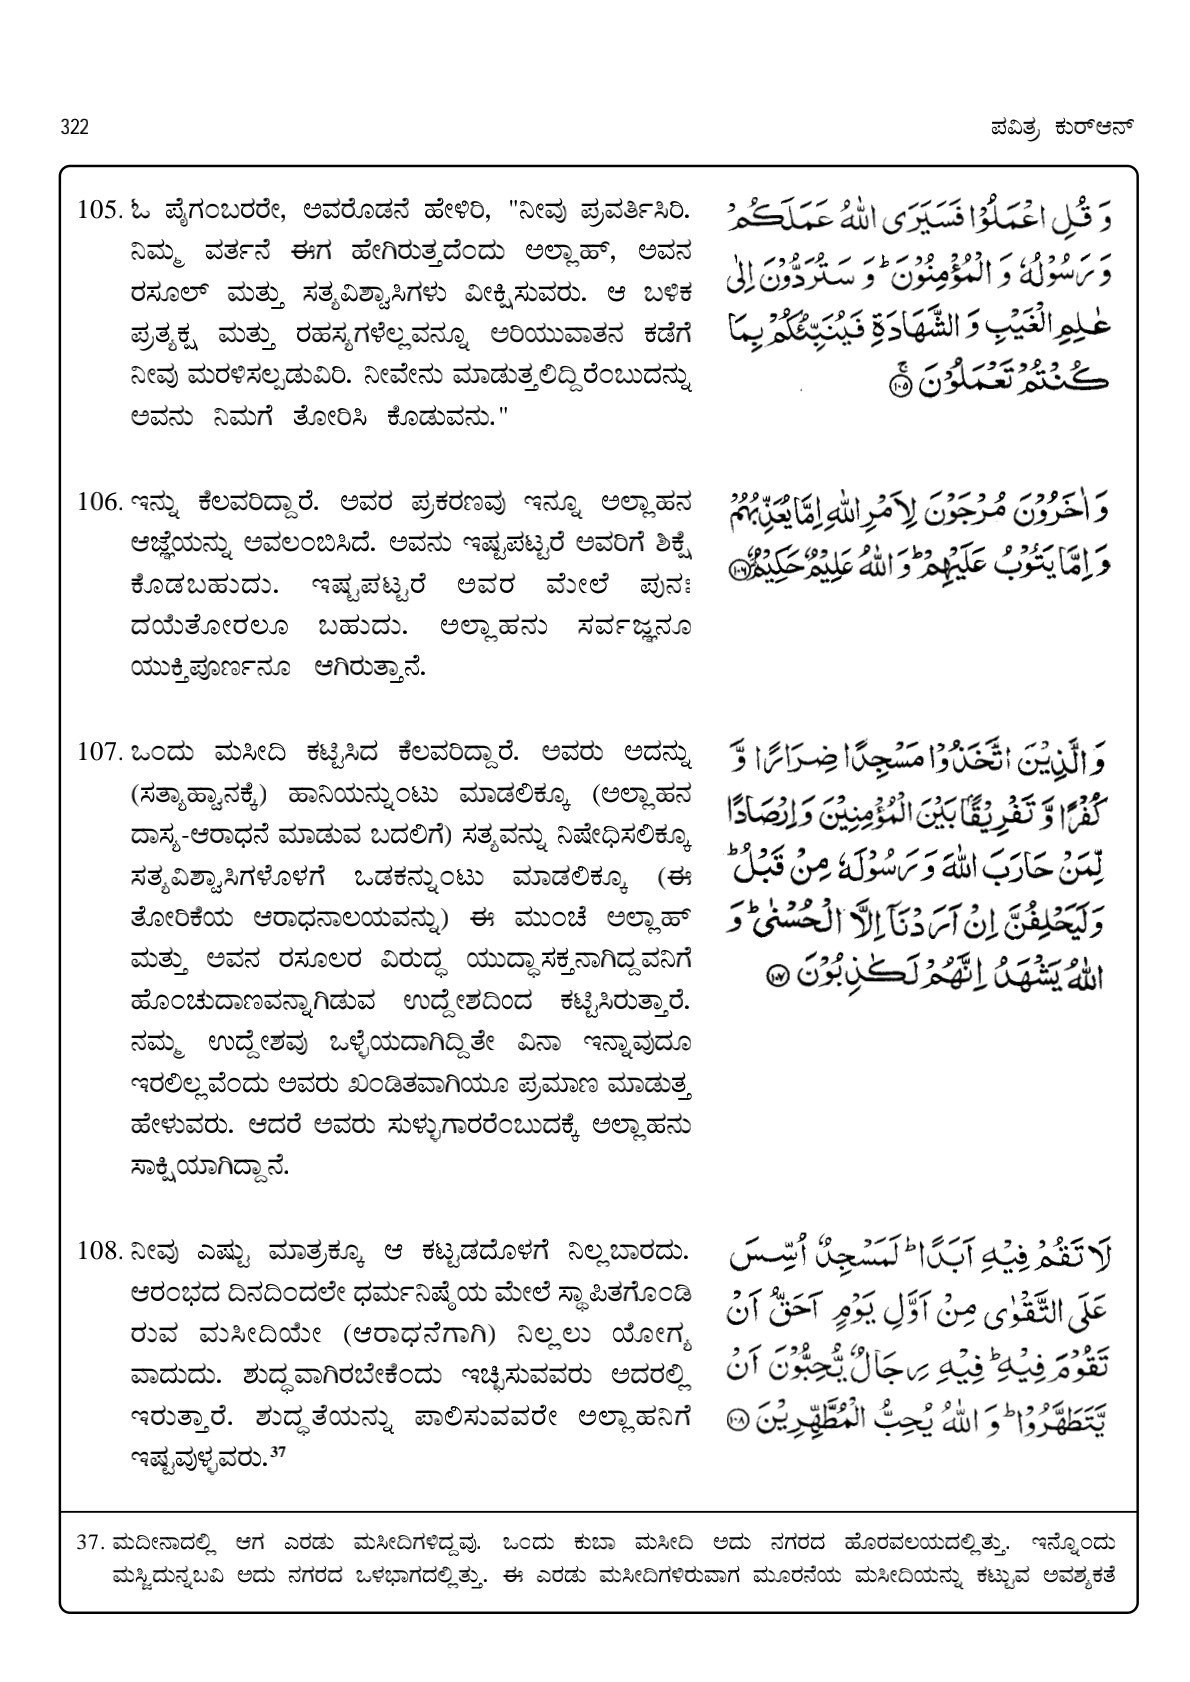 322
ಪವಿತ್ರ ಕುರ್‌ಆನ್
105. ಓ ಪೈಗಂಬರರೇ, ಅವರೊಡನೆ ಹೇಳಿರಿ, "ನೀವು ಪ್ರವರ್ತಿಸಿರಿ.
ನಿಮ್ಮ ವರ್ತನೆ ಈಗ ಹೇಗಿರುತ್ತದೆಂದು ಅಲ್ಲಾಹ್, ಅವನ
ರಸೂಲ್ ಮತ್ತು ಸತ್ಯವಿಶ್ವಾಸಿಗಳು ವೀಕ್ಷಿಸುವರು. ಆ ಬಳಿಕ
ಪ್ರತ್ಯಕ್ಷ ಮತ್ತು ರಹಸ್ಯಗಳೆಲ್ಲವನ್ನೂ ಅರಿಯುವಾತನ ಕಡೆಗೆ
ನೀವು ಮರಳಿಸಲ್ಪಡುವಿರಿ. ನೀವೇನು ಮಾಡುತ್ತಲಿದ್ದಿರೆಂಬುದನ್ನು
ಅವನು ನಿಮಗೆ ತೋರಿಸಿ ಕೊಡುವನು."
وَ قُلِ اعْمَلُوْا فَسَيَرَى اللّٰهُ عَمَلَكُمْ
وَ رَسُوْلُهٗ وَ الْمُؤْمِنُوْنَ ؕ وَ سَتُرَدُّوْنَ اِلٰى
عٰلِمِ الْغَيْبِ وَ الشَّهَادَةِ فَيُنَبِّئُكُمْ بِمَا
كُنْتُمْ تَعْمَلُوْنَ ۚ ۱۰۵
106. ಇನ್ನು ಕೆಲವರಿದ್ದಾರೆ. ಅವರ ಪ್ರಕರಣವು ಇನ್ನೂ ಅಲ್ಲಾಹನ
ಆಜ್ಞೆಯನ್ನು ಅವಲಂಬಿಸಿದೆ. ಅವನು ಇಷ್ಟಪಟ್ಟರೆ ಅವರಿಗೆ ಶಿಕ್ಷೆ
ಕೊಡಬಹುದು. ಇಷ್ಟಪಟ್ಟರೆ ಅವರ ಮೇಲೆ ಪುನಃ
ದಯೆತೋರಲೂ ಬಹುದು. ಅಲ್ಲಾಹನು ಸರ್ವಜ್ಞನೂ
ಯುಕ್ತಿಪೂರ್ಣನೂ ಆಗಿರುತ್ತಾನೆ.
وَ اٰخَرُوْنَ مُرْجَوْنَ لِاَمْرِ اللّٰهِ اِمَّا يُعَذِّبُهُمْ
وَ اِمَّا يَتُوْبُ عَلَيْهِمْ ؕ وَ اللّٰهُ عَلِيْمٌ حَكِيْمٌ ۱۰۶
107. ಒಂದು ಮಸೀದಿ ಕಟ್ಟಿಸಿದ ಕೆಲವರಿದ್ದಾರೆ. ಅವರು ಅದನ್ನು
(ಸತ್ಯಾಹ್ವಾನಕ್ಕೆ) ಹಾನಿಯನ್ನುಂಟು ಮಾಡಲಿಕ್ಕೂ (ಅಲ್ಲಾಹನ
ದಾಸ್ಯ-ಆರಾಧನೆ ಮಾಡುವ ಬದಲಿಗೆ) ಸತ್ಯವನ್ನು ನಿಷೇಧಿಸಲಿಕ್ಕೂ
ಸತ್ಯವಿಶ್ವಾಸಿಗಳೊಳಗೆ ಒಡಕನ್ನುಂಟು ಮಾಡಲಿಕ್ಕೂ (ಈ
ತೋರಿಕೆಯ ಆರಾಧನಾಲಯವನ್ನು) ಈ ಮುಂಚೆ ಅಲ್ಲಾಹ್
ಮತ್ತು ಅವನ ರಸೂಲರ ವಿರುದ್ಧ ಯುದ್ಧಾಸಕ್ತನಾಗಿದ್ದವನಿಗೆ
ಹೊಂಚುದಾಣವನ್ನಾಗಿಡುವ ಉದ್ದೇಶದಿಂದ ಕಟ್ಟಿಸಿರುತ್ತಾರೆ.
ನಮ್ಮ ಉದ್ದೇಶವು ಒಳ್ಳೆಯದಾಗಿದ್ದಿತೇ ವಿನಾ ಇನ್ನಾವುದೂ
ಇರಲಿಲ್ಲವೆಂದು ಅವರು ಖಂಡಿತವಾಗಿಯೂ ಪ್ರಮಾಣ ಮಾಡುತ್ತ
ಹೇಳುವರು. ಆದರೆ ಅವರು ಸುಳ್ಳುಗಾರರೆಂಬುದಕ್ಕೆ ಅಲ್ಲಾಹನು
ಸಾಕ್ಷಿಯಾಗಿದ್ದಾನೆ.
وَ الَّذِيْنَ اتَّخَذُوْا مَسْجِدًا ضِرَارًا وَّ
كُفْرًا وَّ تَفْرِيْقًۢا بَيْنَ الْمُؤْمِنِيْنَ وَ اِرْصَادًا
لِّمَنْ حَارَبَ اللّٰهَ وَ رَسُوْلَهٗ مِنْ قَبْلُ ؕ
وَ لَيَحْلِفُنَّ اِنْ اَرَدْنَاۤ اِلَّا الْحُسْنٰى ؕ وَ
اللّٰهُ يَشْهَدُ اِنَّهُمْ لَكٰذِبُوْنَ ۱۰۷
108. ನೀವು ಎಷ್ಟು ಮಾತ್ರಕ್ಕೂ ಆ ಕಟ್ಟಡದೊಳಗೆ ನಿಲ್ಲಬಾರದು.
ಆರಂಭದ ದಿನದಿಂದಲೇ ಧರ್ಮನಿಷ್ಠೆಯ ಮೇಲೆ ಸ್ಥಾಪಿತಗೊಂಡಿ
ರುವ ಮಸೀದಿಯೇ (ಆರಾಧನೆಗಾಗಿ) ನಿಲ್ಲಲು ಯೋಗ್ಯ
ವಾದುದು. ಶುದ್ಧವಾಗಿರಬೇಕೆಂದು ಇಚ್ಛಿಸುವವರು ಅದರಲ್ಲಿ
ಇರುತ್ತಾರೆ. ಶುದ್ಧತೆಯನ್ನು ಪಾಲಿಸುವವರೇ ಅಲ್ಲಾಹನಿಗೆ
ಇಷ್ಟವುಳ್ಳವರು.³⁷
لَا تَقُمْ فِيْهِ اَبَدًا ؕ لَمَسْجِدٌ اُسِّسَ
عَلَى التَّقْوٰى مِنْ اَوَّلِ يَوْمٍ اَحَقُّ اَنْ
تَقُوْمَ فِيْهِ ؕ فِيْهِ رِجَالٌ يُّحِبُّوْنَ اَنْ
يَّتَطَهَّرُوْا ؕ وَ اللّٰهُ يُحِبُّ الْمُطَّهِّرِيْنَ ۱۰۸
37. ಮದೀನಾದಲ್ಲಿ ಆಗ ಎರಡು ಮಸೀದಿಗಳಿದ್ದವು. ಒಂದು ಕುಬಾ ಮಸೀದಿ ಅದು ನಗರದ ಹೊರವಲಯದಲ್ಲಿತ್ತು. ಇನ್ನೊಂದು
ಮಸ್ಜಿದುನ್ನಬವಿ ಅದು ನಗರದ ಒಳಭಾಗದಲ್ಲಿತ್ತು. ಈ ಎರಡು ಮಸೀದಿಗಳಿರುವಾಗ ಮೂರನೆಯ ಮಸೀದಿಯನ್ನು ಕಟ್ಟುವ ಅವಶ್ಯಕತೆ